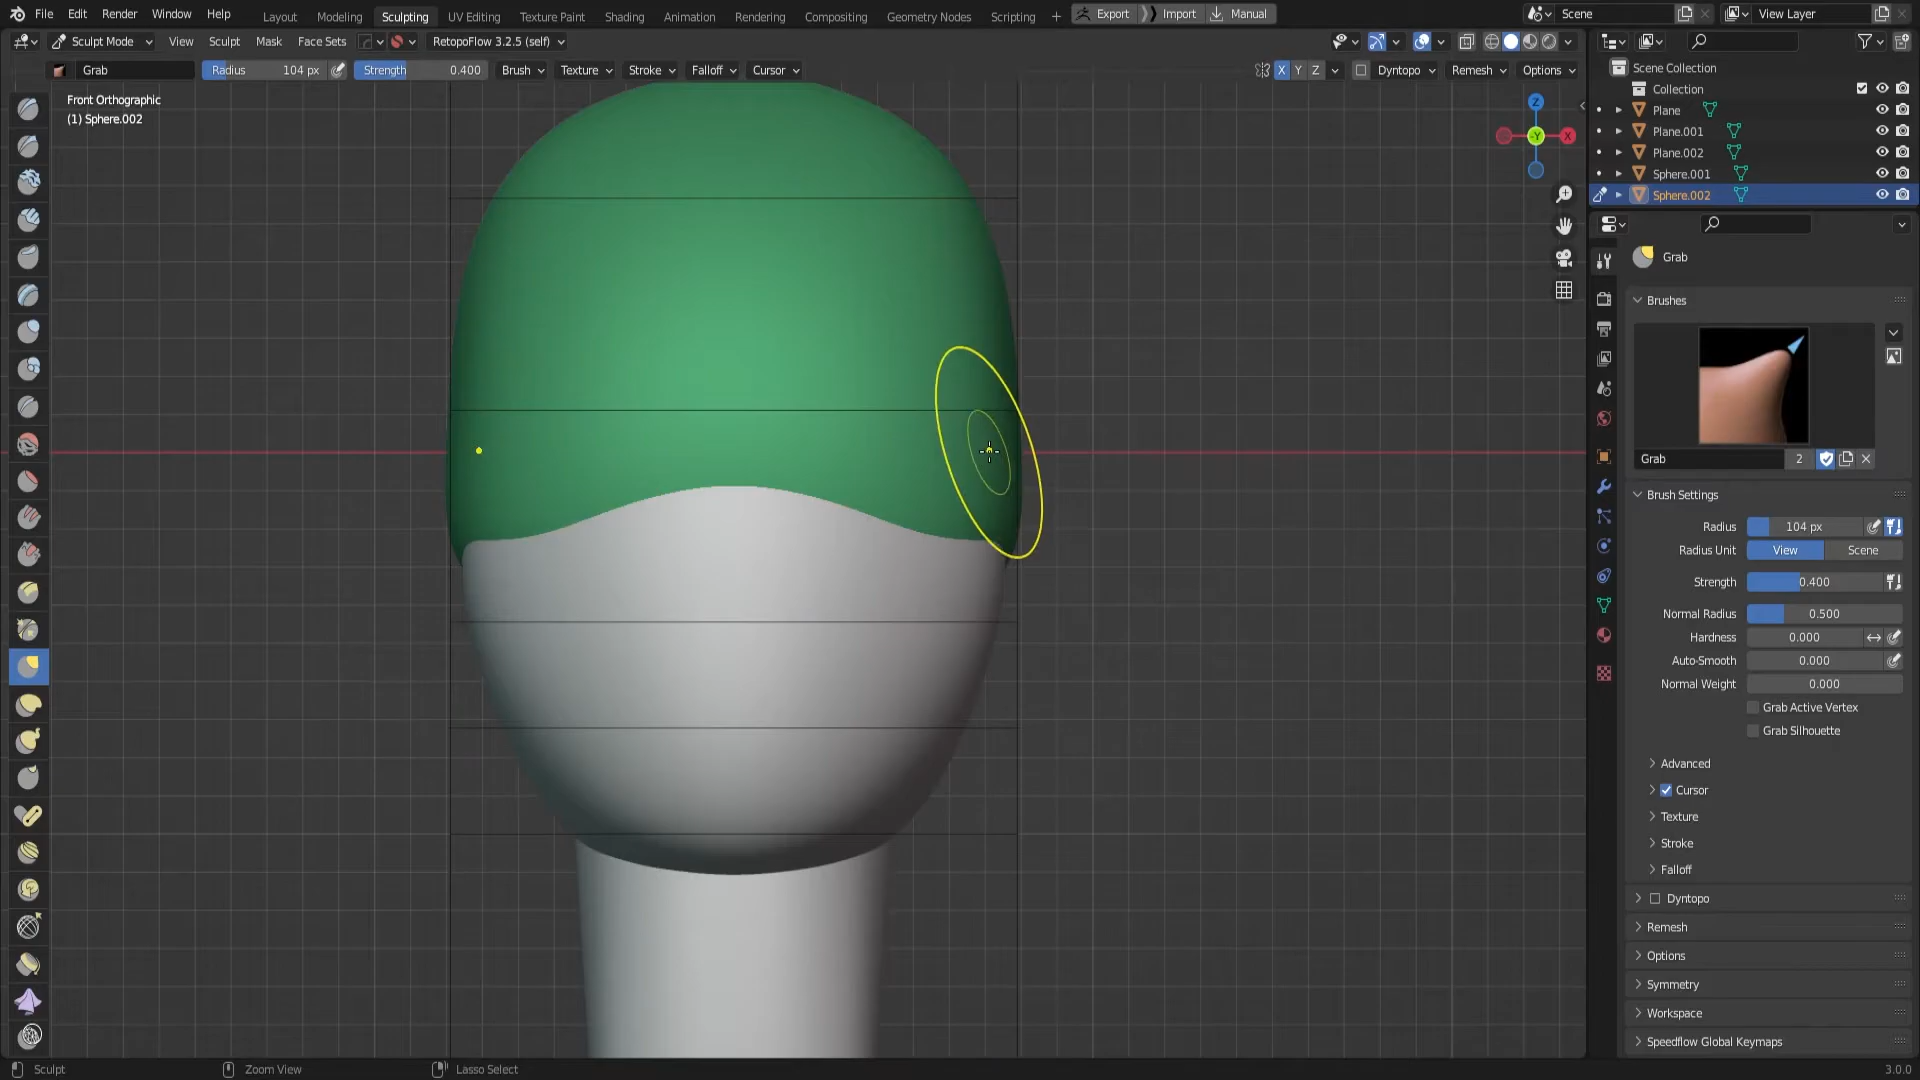 File Edit Render Window Help Layout Modeling Sculpting UV Editing Texture Paint Shading Animation Rendering Compositing Geometry Nodes Scripting + Export Import Manual Scene View Layer
Sculpt Mode View Sculpt Mask Face Sets RetopoFlow 3.2.5 (self)
Grab Radius 104 px Strength 0.400 Brush Texture Stroke Falloff Cursor X Y Z Dyntopo Remesh Options
Front Orthographic
(1) Sphere.002
Z
Y
X
Scene Collection
Collection
Plane
Plane.001
Plane.002
Sphere.001
Sphere.002
Grab
Brushes
Grab 2
Brush Settings
Radius 104 px
Radius Unit View Scene
Strength 0.400
Normal Radius 0.500
Hardness 0.000
Auto-Smooth 0.000
Normal Weight 0.000
Grab Active Vertex
Grab Silhouette
Advanced
Cursor
Texture
Stroke
Falloff
Dyntopo
Remesh
Options
Symmetry
Workspace
Speedflow Global Keymaps
Sculpt Zoom View Lasso Select 3.0.0